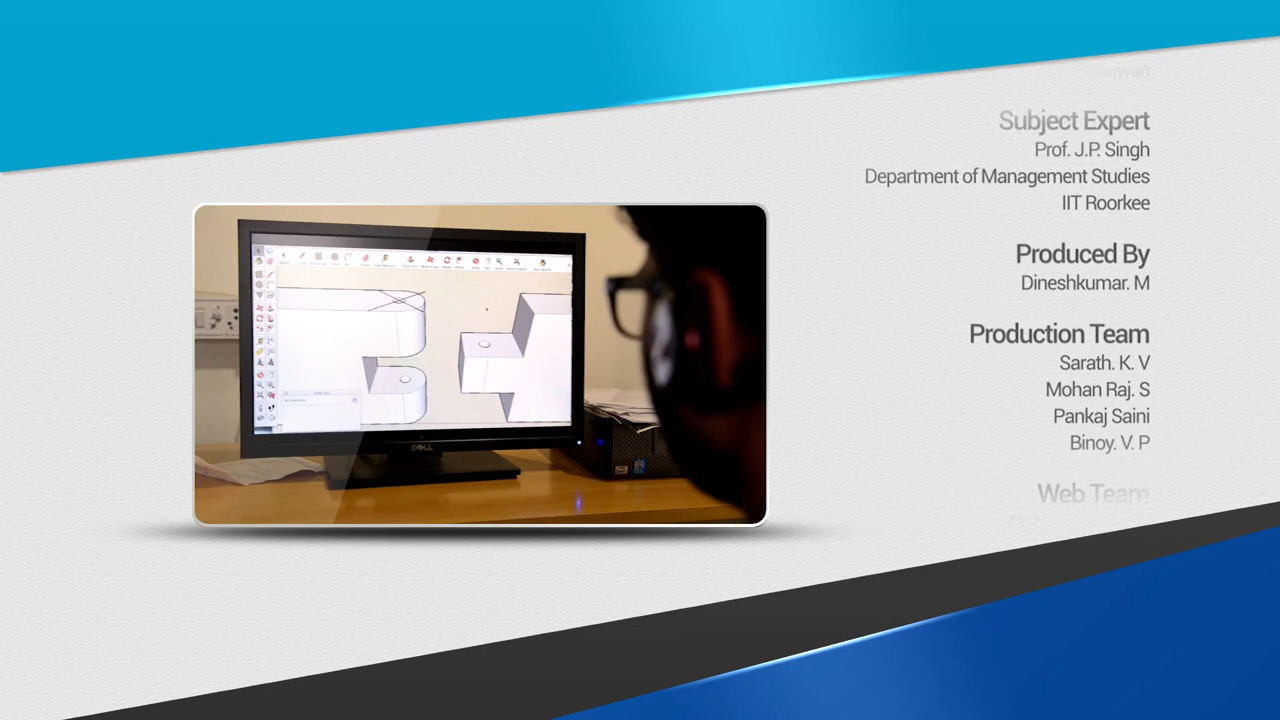 Subject Expert
Prof. J.P. Singh
Department of Management Studies
IIT Roorkee
Produced By
Dineshkumar. M
Production Team
Sarath. K. V
Mohan Raj. S
Pankaj Saini
Binoy. V. P
Web Team
DELL